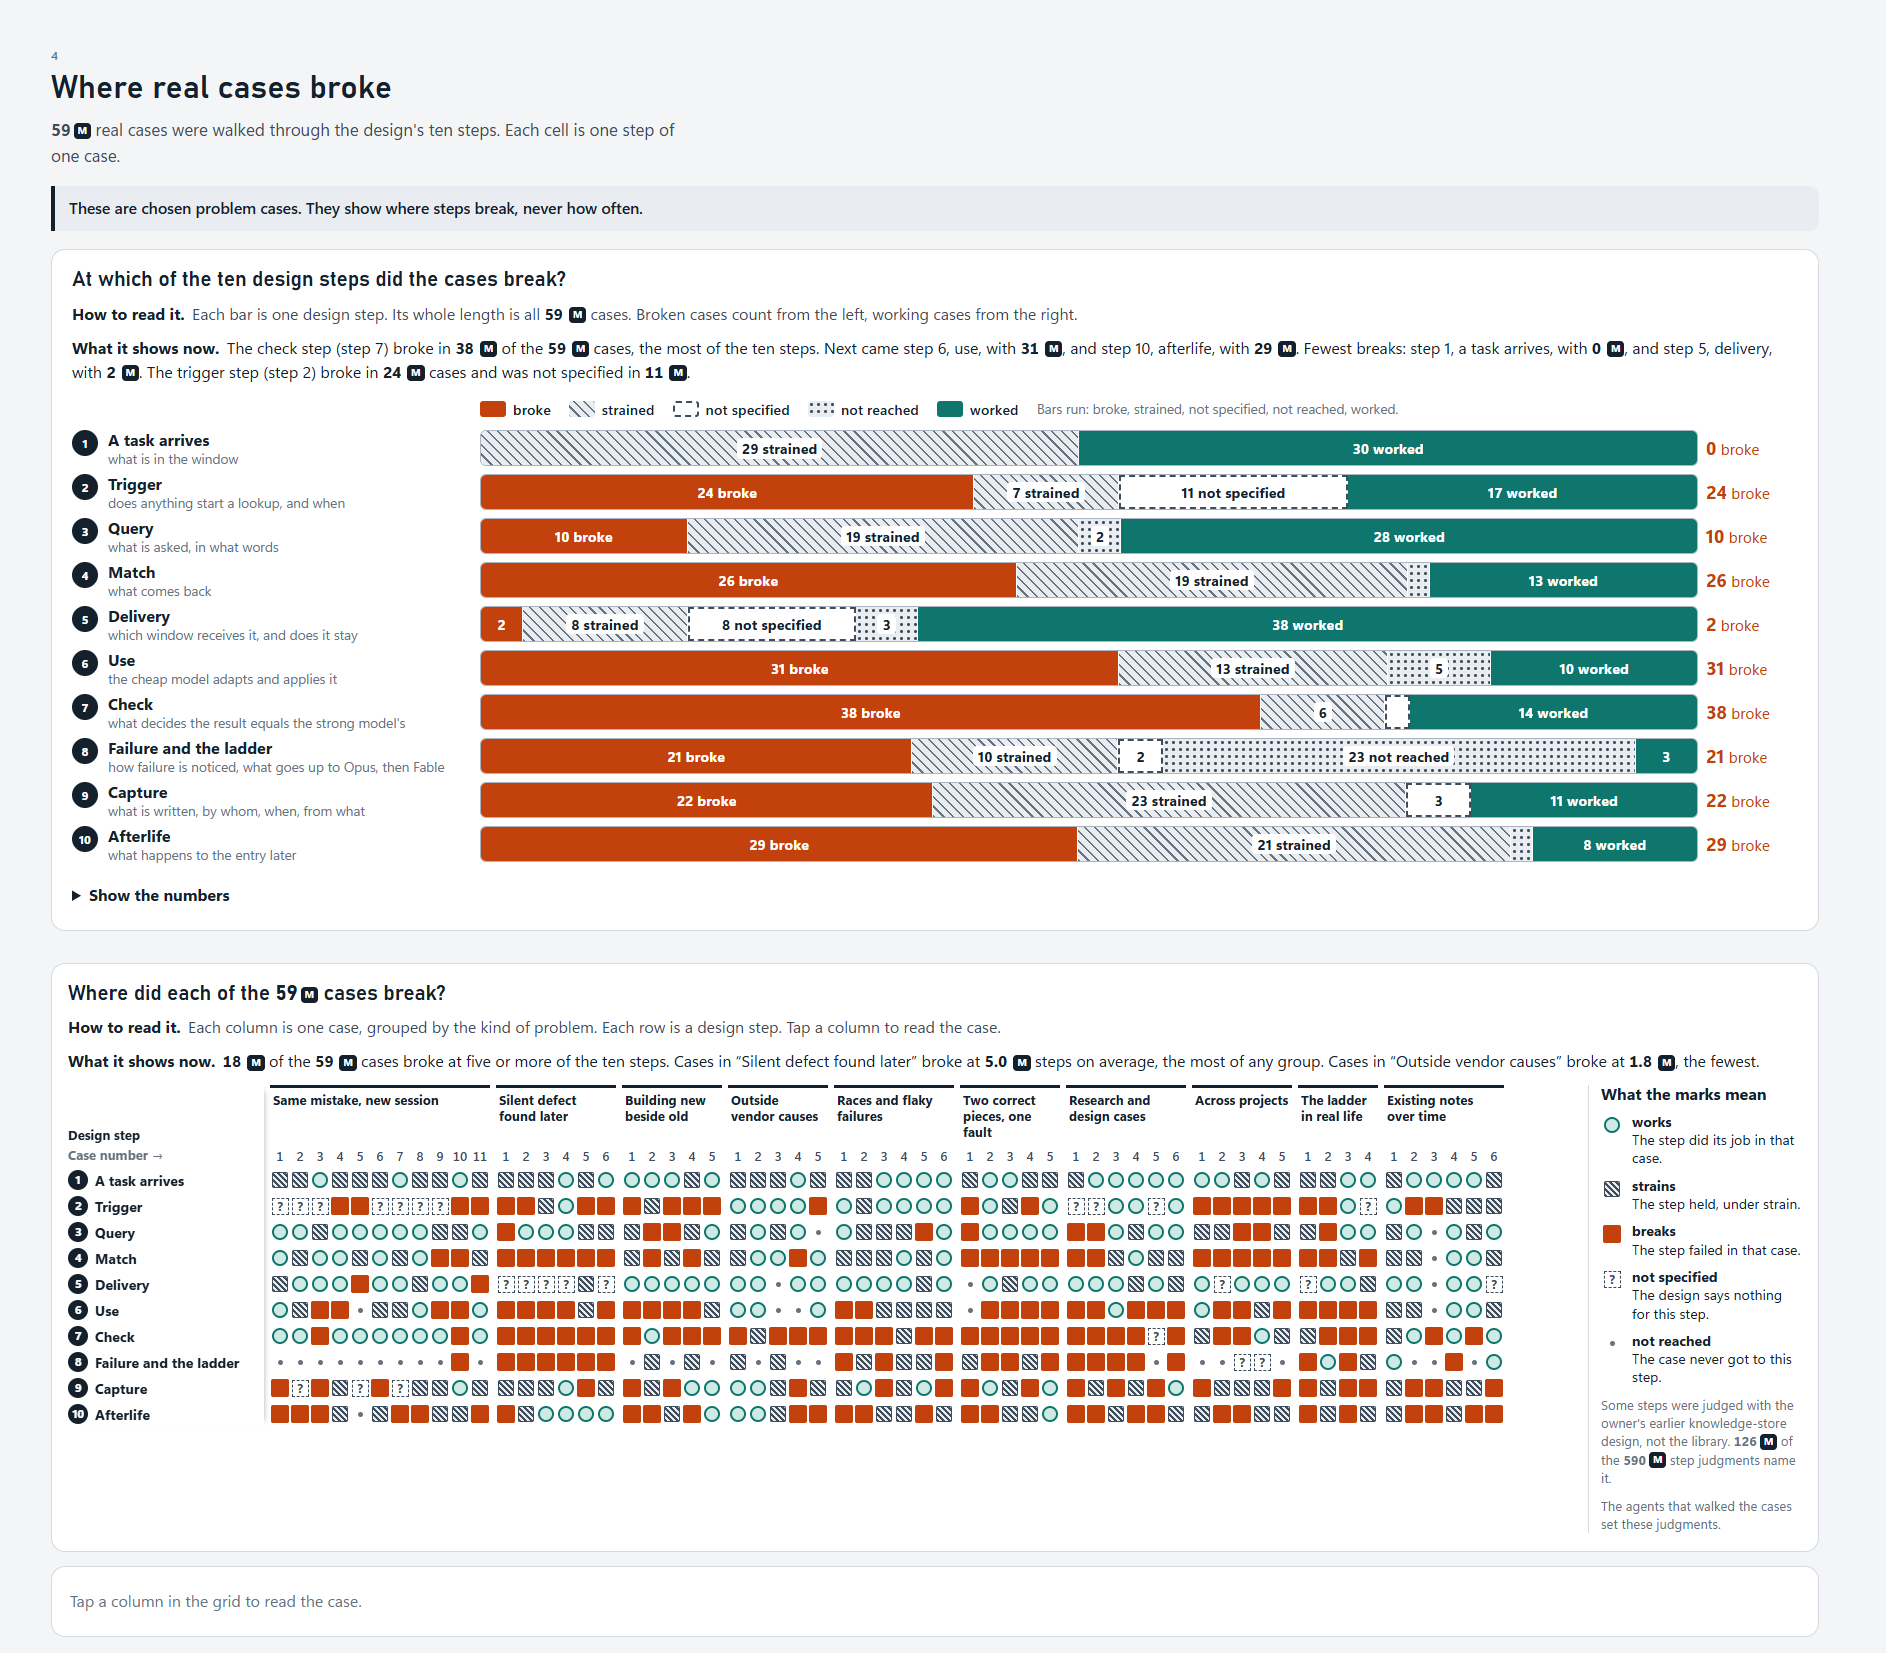 4
Where real cases broke
59 M real cases were walked through the design's ten steps. Each cell is one step of
one case.
These are chosen problem cases. They show where steps break, never how often.
At which of the ten design steps did the cases break?
How to read it. Each bar is one design step. Its whole length is all 59 M cases. Broken cases count from the left, working cases from the right.
What it shows now. The check step (step 7) broke in 38 M of the 59 M cases, the most of the ten steps. Next came step 6, use, with 31 M, and step 10, afterlife, with 29 M. Fewest breaks: step 1, a task arrives, with 0 M, and step 5, delivery,
with 2 M. The trigger step (step 2) broke in 24 M cases and was not specified in 11 M.
broke strained not specified not reached worked Bars run: broke, strained, not specified, not reached, worked.
1 A task arrives 29 strained 30 worked 0 broke
what is in the window
2 Trigger 24 broke 7 strained 11 not specified 17 worked 24 broke
does anything start a lookup, and when
3 Query 10 broke 19 strained 2 28 worked 10 broke
what is asked, in what words
4 Match 26 broke 19 strained 13 worked 26 broke
what comes back
5 Delivery 2 8 strained 8 not specified 3 38 worked 2 broke
which window receives it, and does it stay
6 Use 31 broke 13 strained 5 10 worked 31 broke
the cheap model adapts and applies it
7 Check 38 broke 6 14 worked 38 broke
what decides the result equals the strong model's
8 Failure and the ladder 21 broke 10 strained 2 23 not reached 3 21 broke
how failure is noticed, what goes up to Opus, then Fable
9 Capture 22 broke 23 strained 3 11 worked 22 broke
what is written, by whom, when, from what
10 Afterlife 29 broke 21 strained 8 worked 29 broke
what happens to the entry later
▶ Show the numbers
Where did each of the 59 M cases break?
How to read it. Each column is one case, grouped by the kind of problem. Each row is a design step. Tap a column to read the case.
What it shows now. 18 M of the 59 M cases broke at five or more of the ten steps. Cases in “Silent defect found later” broke at 5.0 M steps on average, the most of any group. Cases in “Outside vendor causes” broke at 1.8 M, the fewest.
Same mistake, new session
Silent defect
found later
Building new
beside old
Outside
vendor causes
Races and flaky
failures
Two correct
pieces, one
fault
Research and
design cases
Across projects
The ladder
in real life
Existing notes
over time
Design step
Case number → 1 2 3 4 5 6 7 8 9 10 11 1 2 3 4 5 6 1 2 3 4 5 1 2 3 4 5 1 2 3 4 5 6 1 2 3 4 5 1 2 3 4 5 6 1 2 3 4 5 1 2 3 4 1 2 3 4 5 6
1 A task arrives
2 Trigger ? ? ? ? ? ? ? ? ? ? ?
3 Query
4 Match
5 Delivery ? ? ? ? ? ? ? ?
6 Use
7 Check ?
8 Failure and the ladder ? ?
9 Capture ? ? ?
10 Afterlife
What the marks mean
works
The step did its job in that
case.
strains
The step held, under strain.
breaks
The step failed in that case.
? not specified
The design says nothing
for this step.
not reached
The case never got to this
step.
Some steps were judged with the
owner's earlier knowledge-store
design, not the library. 126 M of
the 590 M step judgments name
it.
The agents that walked the cases
set these judgments.
Tap a column in the grid to read the case.